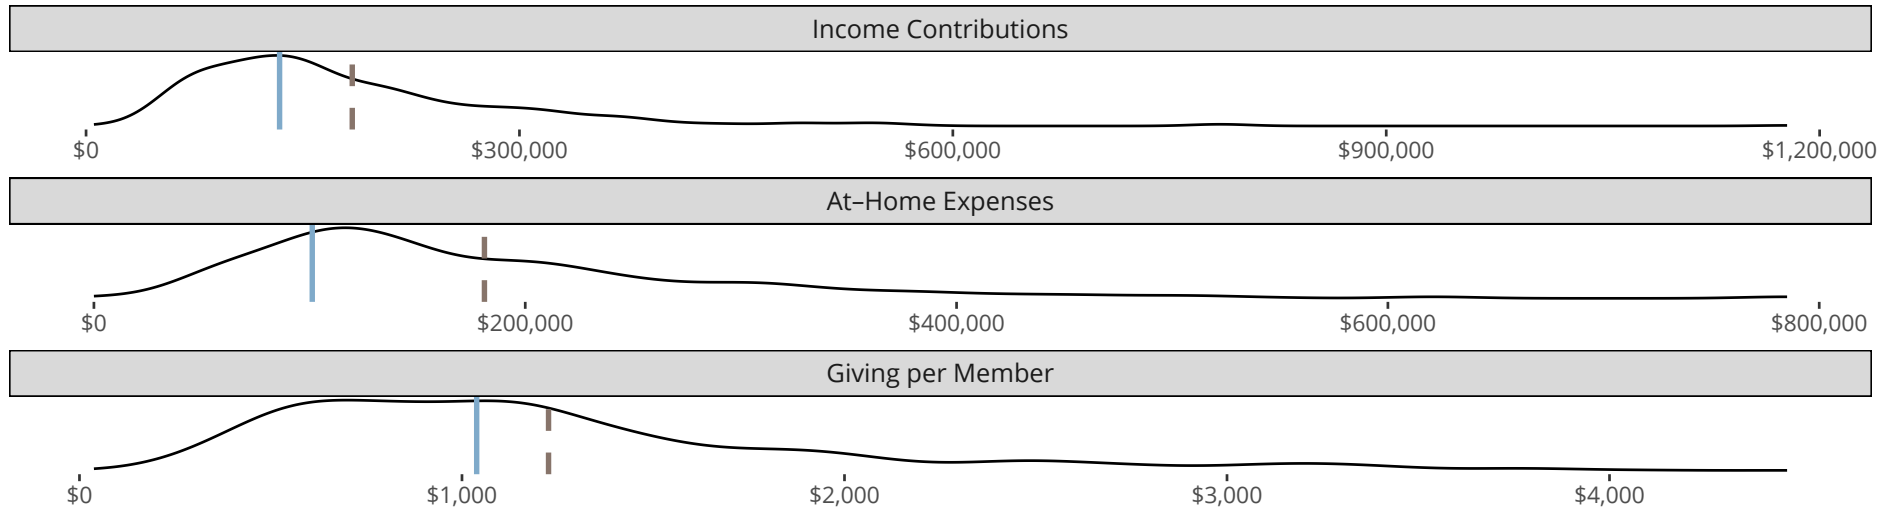 Income Contributions
$0 $300,000 $600,000 $900,000 $1,200,000
At–Home Expenses
$0 $200,000 $400,000 $600,000 $800,000
Giving per Member
$0 $1,000 $2,000 $3,000 $4,000